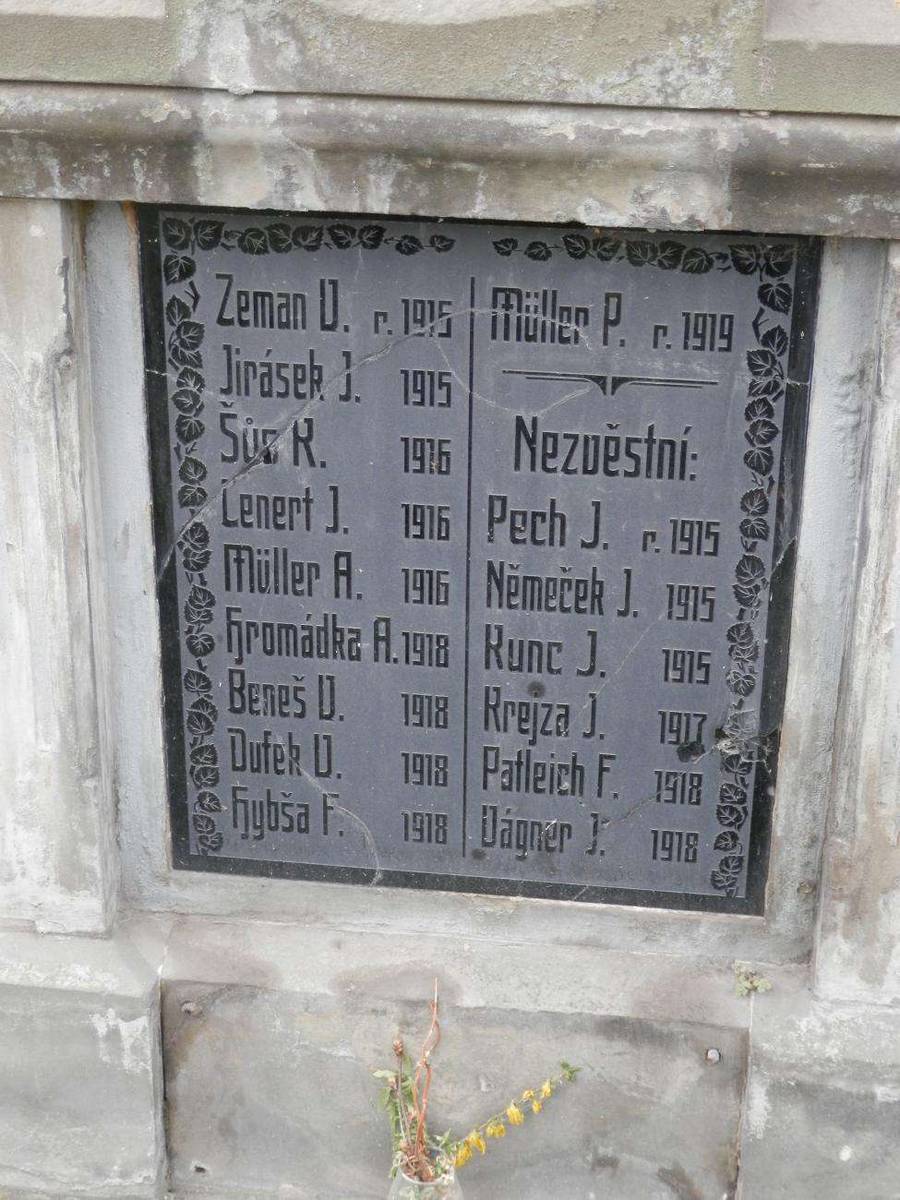 Zeman V. r. 1915
Jirásek J. 1915
K. 1916
Lenert J. 1916
Müller A. 1916
Hromádka A. 1918
Beneš V. 1918
Dufek V. 1918
Hybša F. 1918
Müller P. r. 1919
Nezvěstní:
Pech J. r. 1915
Němeček J. 1915
Kunc J. 1915
Krejza J. 1917
Patleich F. 1918
Vágner J. 1918